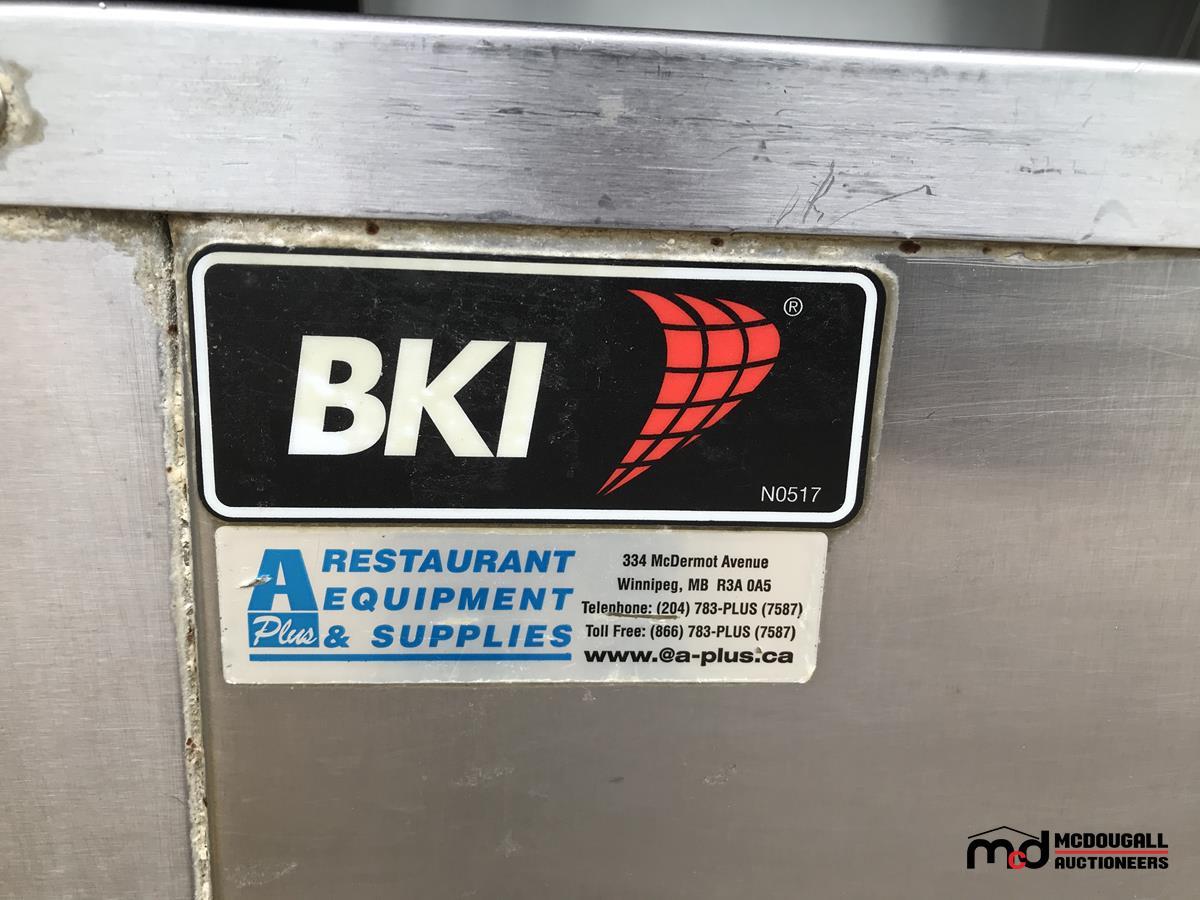 BKI ®
N0517
A Plus
RESTAURANT
EQUIPMENT
& SUPPLIES
334 McDermot Avenue
Winnipeg, MB R3A 0A5
Telephone: (204) 783-PLUS (7587)
Toll Free: (866) 783-PLUS (7587)
www.@a-plus.ca
mcd MCDOUGALL
AUCTIONEERS